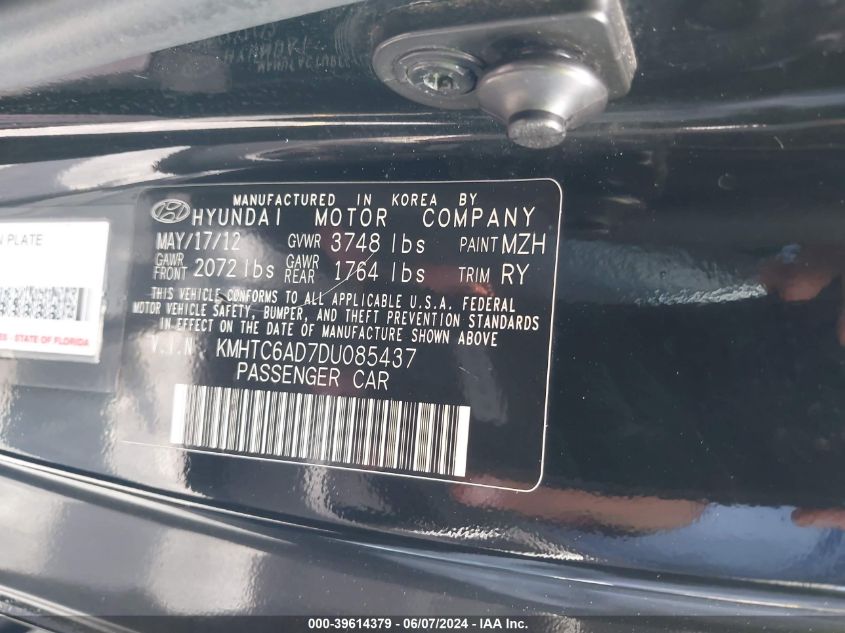 MANUFACTURED IN KOREA BY
HYUNDAI MOTOR COMPANY
MAY/17/12 GVWR 3748 lbs PAINT MZH
GAWR FRONT 2072 lbs GAWR REAR 1764 lbs TRIM RY
THIS VEHICLE CONFORMS TO ALL APPLICABLE U.S.A. FEDERAL
MOTOR VEHICLE SAFETY, BUMPER, AND THEFT PREVENTION STANDARDS
IN EFFECT ON THE DATE OF MANUFACTURE SHOWN ABOVE
V.I.N KMHTC6AD7DU085437
PASSENGER CAR
PLATE
STATE OF FLORIDA
000-39614379 - 06/07/2024 - IAA Inc.